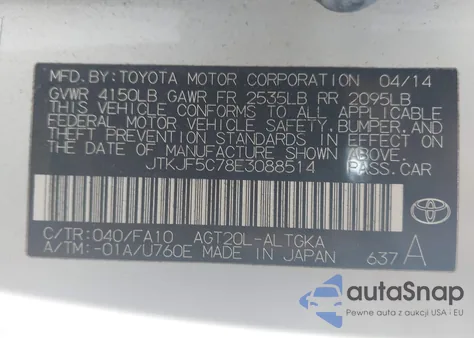 MFD. BY: TOYOTA MOTOR CORPORATION 04/14
GVWR 4150LB GAWR FR 2535LB RR 2095LB
THIS VEHICLE CONFORMS TO ALL APPLICABLE
FEDERAL MOTOR VEHICLE SAFETY, BUMPER, AND
THEFT PREVENTION STANDARDS IN EFFECT ON
THE DATE OF MANUFACTURE SHOWN ABOVE.
JTKJF5C78E3088514 PASS. CAR
C/TR: 040/FA10 AGT20L-ALTGKA
A/TM: -01A/U760E MADE IN JAPAN 637 A
autoSnap
Pewne auta z aukcji USA - EU